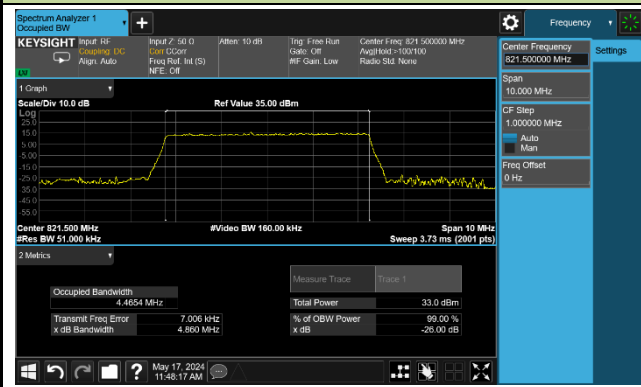 Spectrum Analyzer 1
Occupied BW
Frequency
KEYSIGHT
Input: RF
Coupling: DC
Align: Auto
Input Z: 50 Ω
Corr CCorr
Freq Ref: Int (S)
NFE: Off
Atten: 10 dB
Trig: Free Run
Gate: Off
#IF Gain: Low
Center Freq: 821.500000 MHz
Avg|Hold:>100/100
Radio Std: None
Center Frequency
821.500000 MHz
Settings
Span
10.000 MHz
CF Step
1.000000 MHz
Auto
Man
Freq Offset
0 Hz
1 Graph
Scale/Div 10.0 dB
Ref Value 35.00 dBm
Log
25.0
15.0
5.00
-5.00
-15.0
-25.0
-35.0
-45.0
-55.0
Center 821.500 MHz
#Video BW 160.00 kHz
Span 10 MHz
#Res BW 51.000 kHz
Sweep 3.73 ms (2001 pts)
2 Metrics
Measure Trace
Trace 1
Occupied Bandwidth
4.4654 MHz
Total Power
33.0 dBm
Transmit Freq Error
7.006 kHz
% of OBW Power
99.00 %
x dB Bandwidth
4.860 MHz
x dB
-26.00 dB
?
May 17, 2024
11:48:17 AM